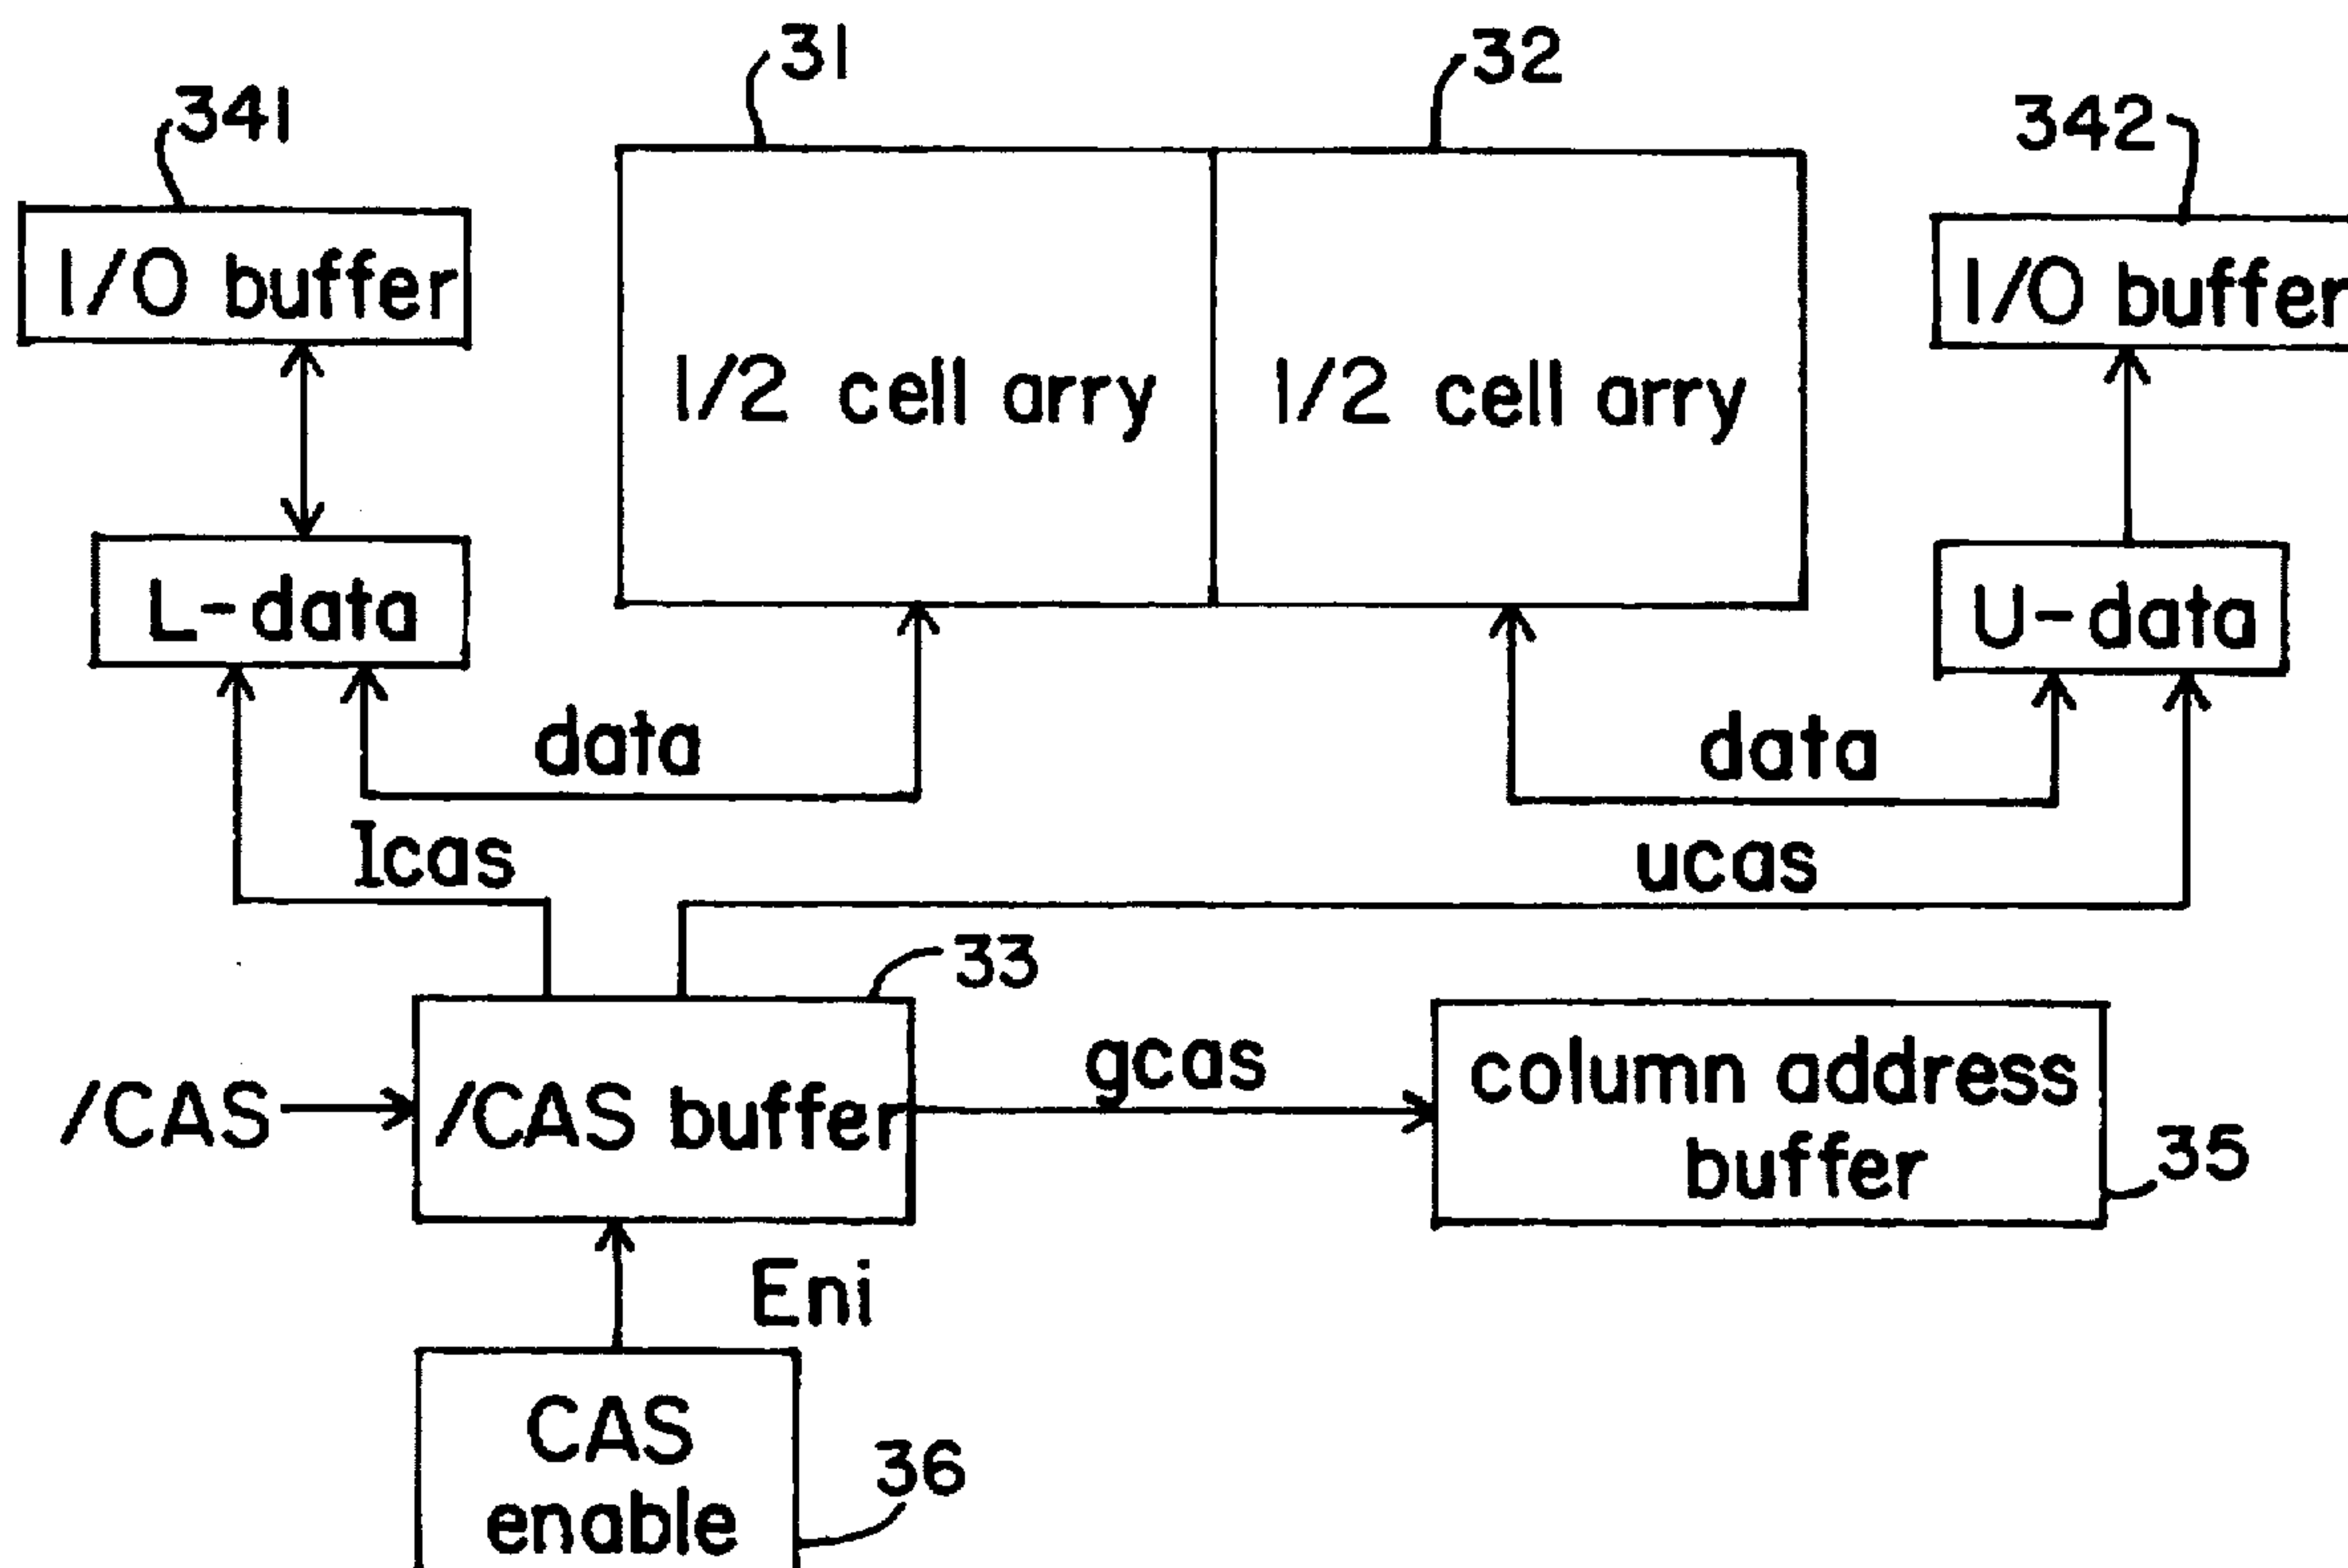 31
32
341
342
I/O buffer
1/2 cell arry
1/2 cell arry
I/O buffer
L-data
U-data
data
data
Icas
ucas
33
/CAS
/CAS buffer
gcas
column address
buffer
35
Eni
CAS
enable
36